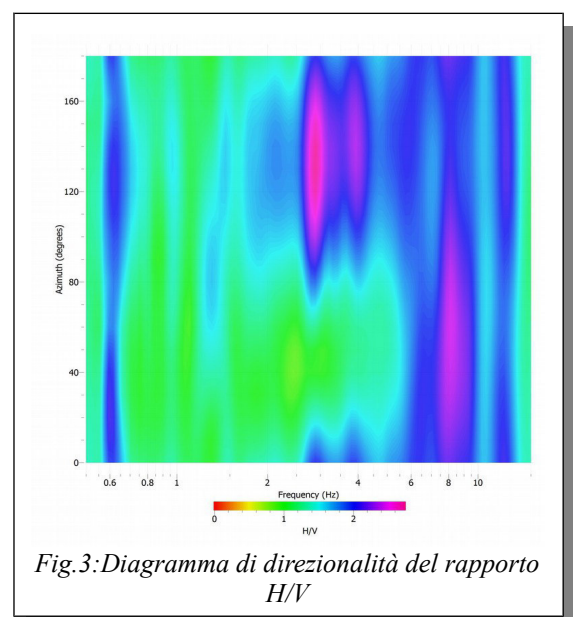 160
120
80
40
0
Azimuth (degrees)
0.6 0.8 1 2 4 6 8 10
Frequency (Hz)
0 1 2
H/V
Fig.3:Diagramma di direzionalità del rapporto
H/V